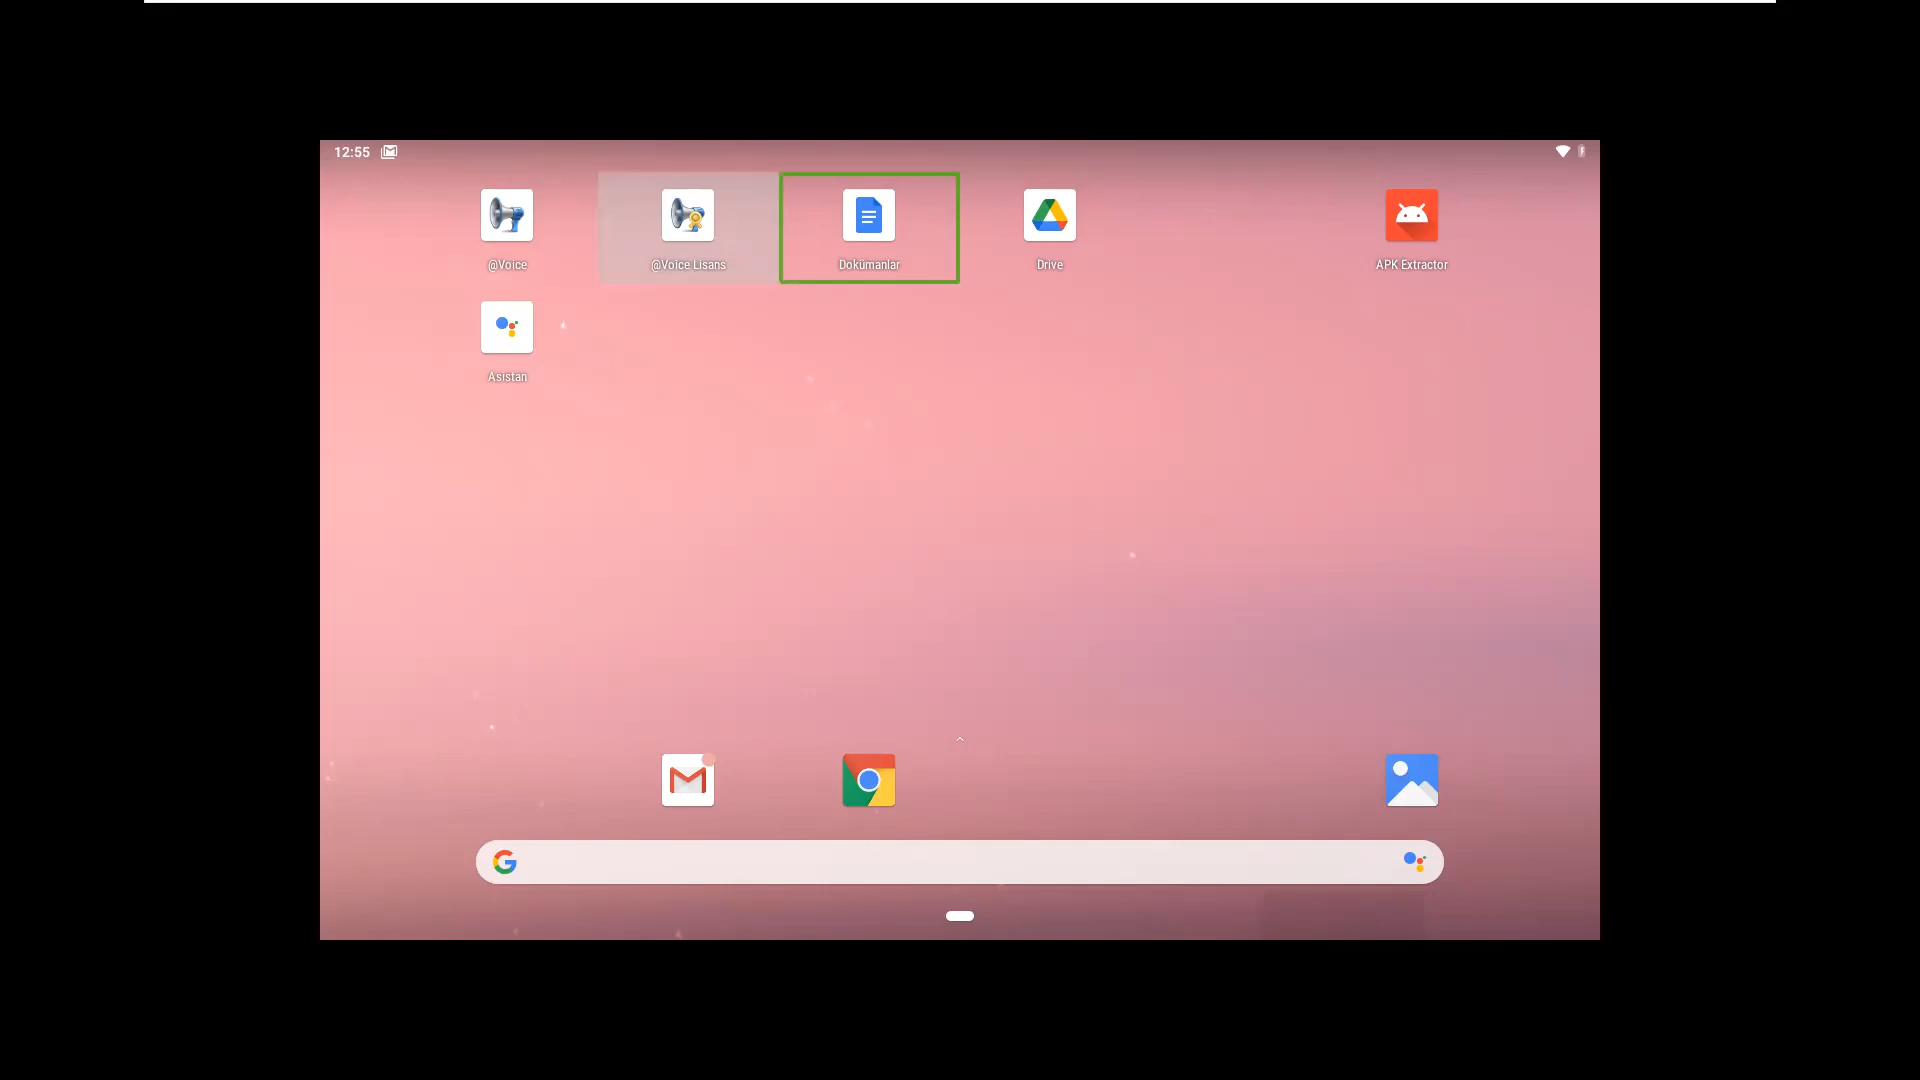 12:55
@Voice
@Voice Lisans
Dokümanlar
Drive
APK Extractor
Asistan